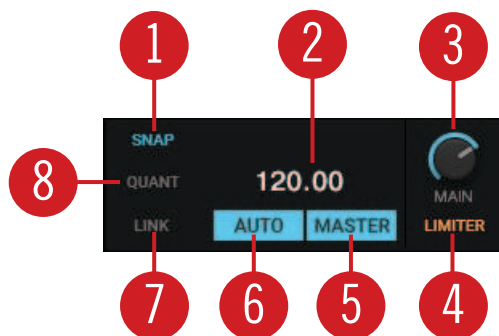 1
2
3
SNAP
8
QUANT
120.00
MAIN
LINK
AUTO
MASTER
LIMITER
7
6
5
4